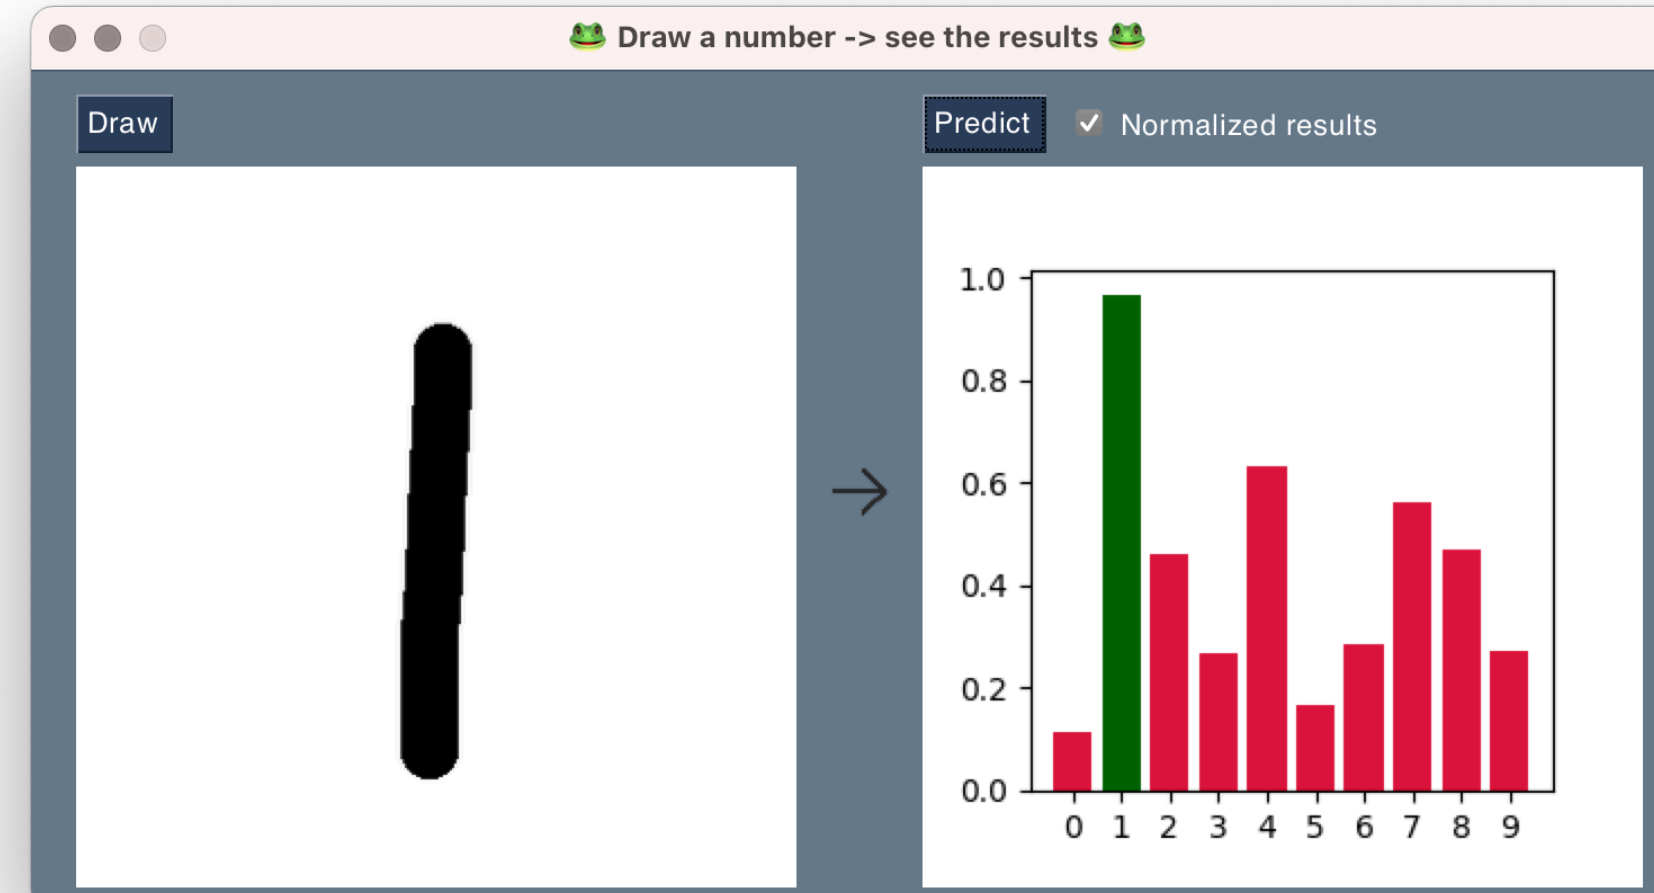 🐸 Draw a number -> see the results 🐸
Draw
Predict
Normalized results
1.0
0.8
0.6
0.4
0.2
0.0
0 1 2 3 4 5 6 7 8 9